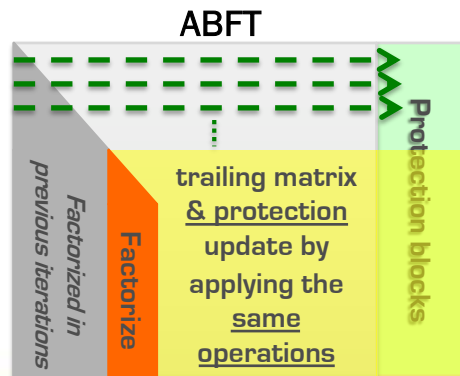 ABFT
Factorized in
previous iterations
Factorize
trailing matrix
& protection
update by
applying the
same
operations
Protection blocks